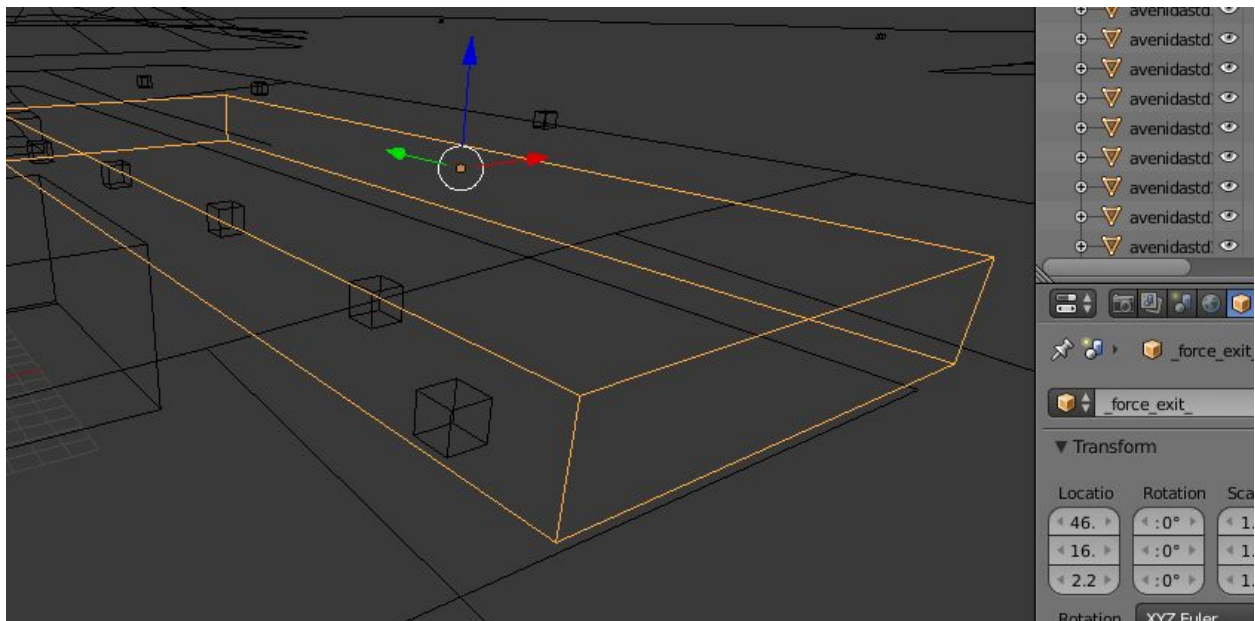 avenidastd
avenidastd
avenidastd
avenidastd
avenidastd
avenidastd
avenidastd
avenidastd
avenidastd
_force_exit_
_force_exit_
Transform
Locatio Rotation Sca
46. :0° 1.
16. :0° 1.
2.2 :0° 1.
Rotation XYZ Euler